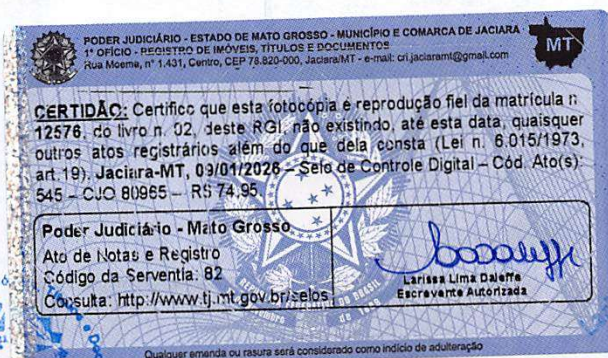 PODER JUDICIÁRIO - ESTADO DE MATO GROSSO - MUNICÍPIO E COMARCA DE JACIARA
1º OFÍCIO - REGISTRO DE IMÓVEIS, TÍTULOS E DOCUMENTOS
Rua Moema, nº 1.431, Centro, CEP 78.820-000, Jaciara/MT - e-mail: cri.jaciaramt@gmail.com
MT
CERTIDÃO: Certifico que esta fotocópia é reprodução fiel da matrícula n.
12576, do livro n. 02, deste RGI, não existindo, até esta data, quaisquer
outros atos registrários além do que dela consta (Lei n. 6.015/1973,
art.19). Jaciara-MT, 09/01/2026 – Selo de Controle Digital – Cód. Ato(s):
545 – CJO 80965 – R$ 74,95.
Poder Judiciário - Mato Grosso
Ato de Notas e Registro
Código da Serventia: 82
Consulta: http://www.tj.mt.gov.br/selos
Larissa Lima Daleffe
Escrevente Autorizada
Qualquer emenda ou rasura será considerado como indício de adulteração